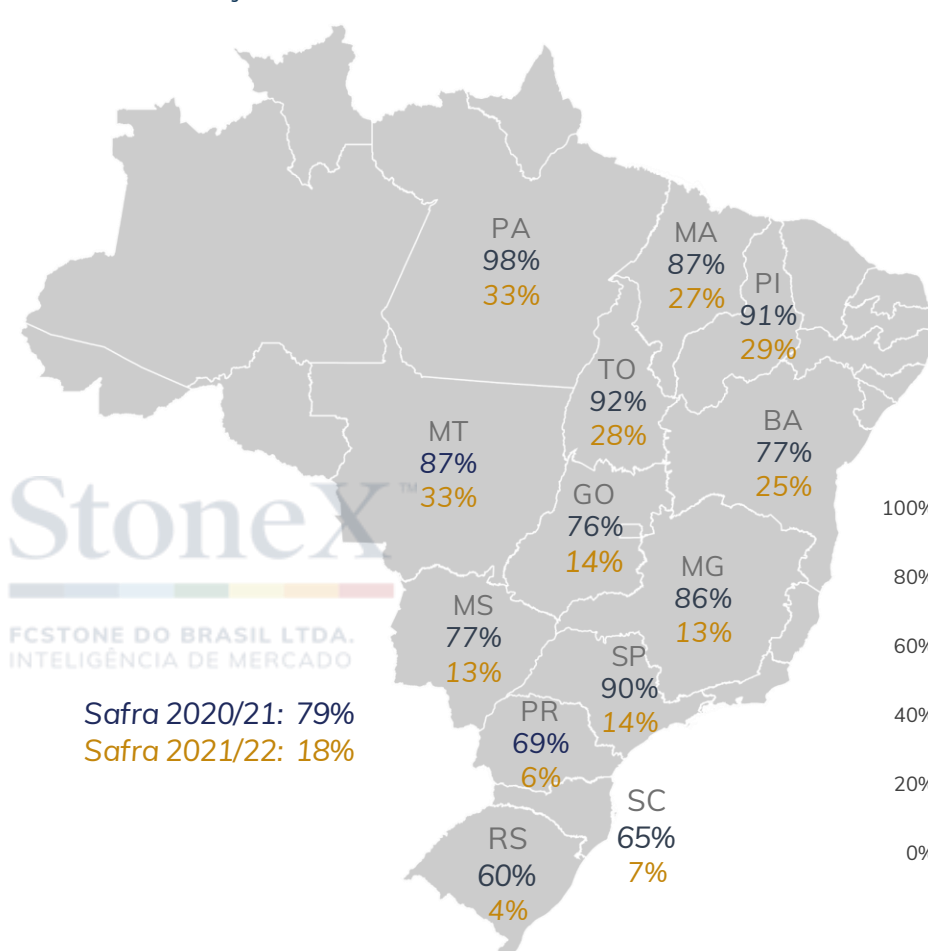 PA
98%
33%
MA
87%
27%
PI
91%
29%
TO
92%
28%
BA
77%
25%
MT
87%
33%
StoneX™
GO
76%
14%
100%
MG
86%
13%
80%
FCSTONE DO BRASIL LTDA.
INTELIGÊNCIA DE MERCADO
MS
77%
13%
SP
90%
14%
60%
Safra 2020/21: 79%
Safra 2021/22: 18%
PR
69%
6%
40%
20%
SC
65%
7%
0%
RS
60%
4%